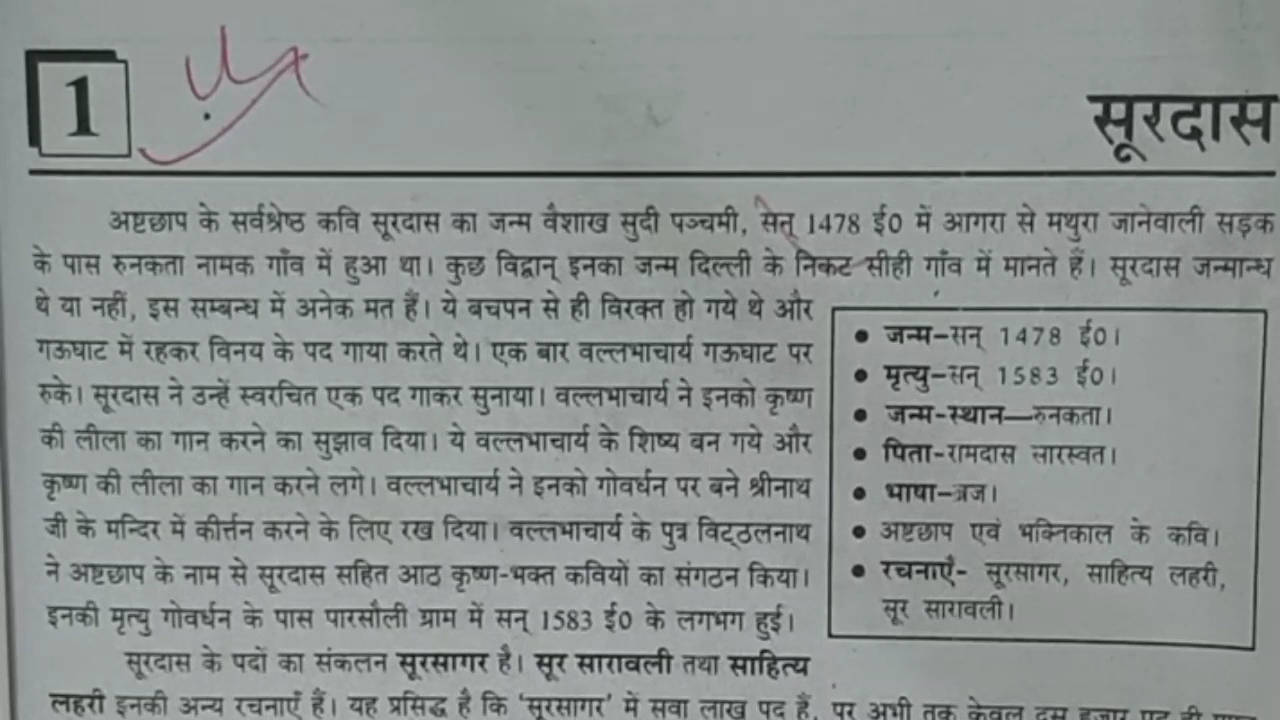 1
सूरदास
अष्टछाप के सर्वश्रेष्ठ कवि सूरदास का जन्म वैशाख सुदी पञ्चमी, सन् 1478 ई0 में आगरा से मथुरा जानेवाली सड़क
के पास रुनकता नामक गाँव में हुआ था। कुछ विद्वान् इनका जन्म दिल्ली के निकट सीही गाँव में मानते हैं। सूरदास जन्मान्ध
थे या नहीं, इस सम्बन्ध में अनेक मत हैं। ये बचपन से ही विरक्त हो गये थे और
गऊघाट में रहकर विनय के पद गाया करते थे। एक बार वल्लभाचार्य गऊघाट पर
रुके। सूरदास ने उन्हें स्वरचित एक पद गाकर सुनाया। वल्लभाचार्य ने इनको कृष्ण
की लीला का गान करने का सुझाव दिया। ये वल्लभाचार्य के शिष्य बन गये और
कृष्ण की लीला का गान करने लगे। वल्लभाचार्य ने इनको गोवर्धन पर बने श्रीनाथ
जी के मन्दिर में कीर्त्तन करने के लिए रख दिया। वल्लभाचार्य के पुत्र विट्ठलनाथ
ने अष्टछाप के नाम से सूरदास सहित आठ कृष्ण-भक्त कवियों का संगठन किया।
इनकी मृत्यु गोवर्धन के पास पारसौली ग्राम में सन् 1583 ई0 के लगभग हुई।
सूरदास के पदों का संकलन सूरसागर है। सूर सारावली तथा साहित्य
लहरी इनकी अन्य रचनाएँ हैं। यह प्रसिद्ध है कि ‘सूरसागर’ में सवा लाख पद हैं, पर अभी तक केवल दस हजार पद ही
• जन्म–सन् 1478 ई0।
• मृत्यु–सन् 1583 ई0।
• जन्म-स्थान—रुनकता।
• पिता–रामदास सारस्वत।
• भाषा–ब्रज।
• अष्टछाप एवं भक्तिकाल के कवि।
• रचनाएँ- सूरसागर, साहित्य लहरी,
सूर सारावली।